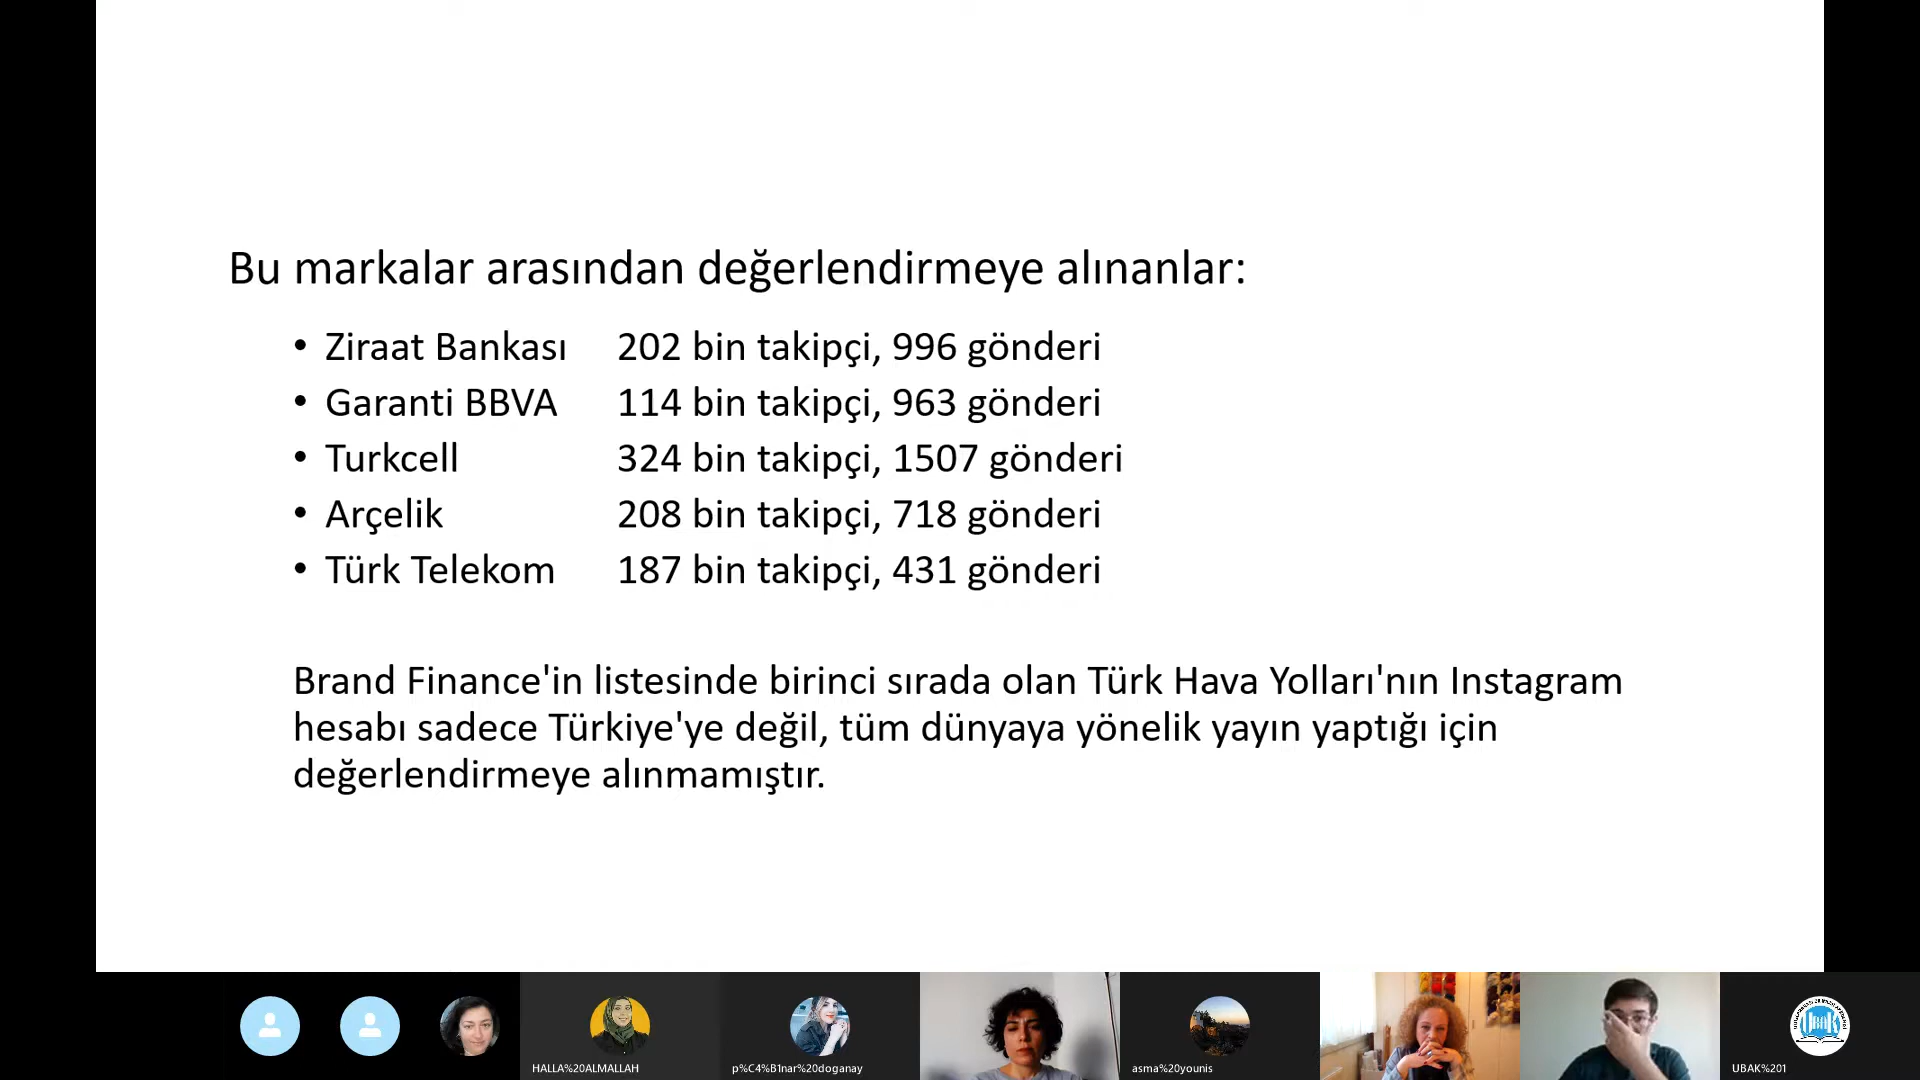 Bu markalar arasından değerlendirmeye alınanlar:
• Ziraat Bankası 202 bin takipçi, 996 gönderi
• Garanti BBVA 114 bin takipçi, 963 gönderi
• Turkcell 324 bin takipçi, 1507 gönderi
• Arçelik 208 bin takipçi, 718 gönderi
• Türk Telekom 187 bin takipçi, 431 gönderi
Brand Finance'in listesinde birinci sırada olan Türk Hava Yolları'nın Instagram
hesabı sadece Türkiye'ye değil, tüm dünyaya yönelik yayın yaptığı için
değerlendirmeye alınmamıştır.
HALLA%20ALMALLAH
p%C4%B1nar%20doganay
asma%20younis
UBAK
UBAK%201